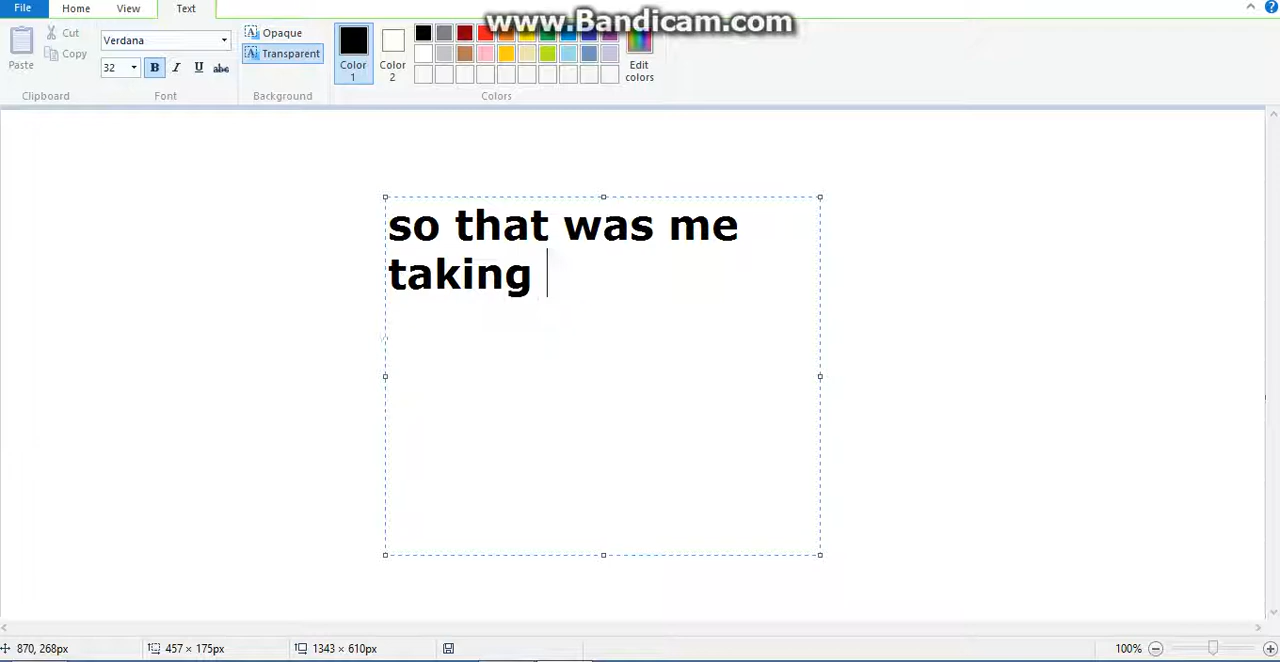 www.Bandicam.com
File Home View Text
Cut
Copy
Paste
Clipboard
Verdana
32 B I U abc
Font
Opaque
Transparent
Background
Color 1
Color 2
Edit colors
Colors
so that was me
taking
870, 268px 457 × 175px 1343 × 610px 100%